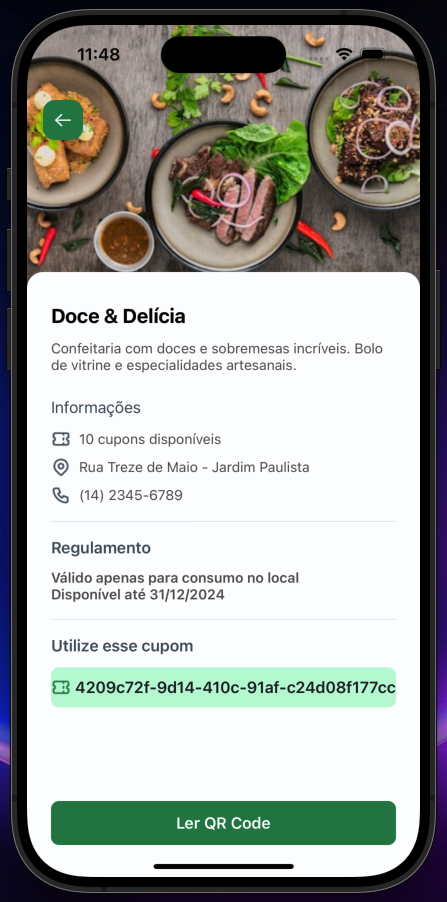 11:48
Doce & Delícia
Confeitaria com doces e sobremesas incríveis. Bolo
de vitrine e especialidades artesanais.
Informações
10 cupons disponíveis
Rua Treze de Maio - Jardim Paulista
(14) 2345-6789
Regulamento
Válido apenas para consumo no local
Disponível até 31/12/2024
Utilize esse cupom
4209c72f-9d14-410c-91af-c24d08f177cc
Ler QR Code